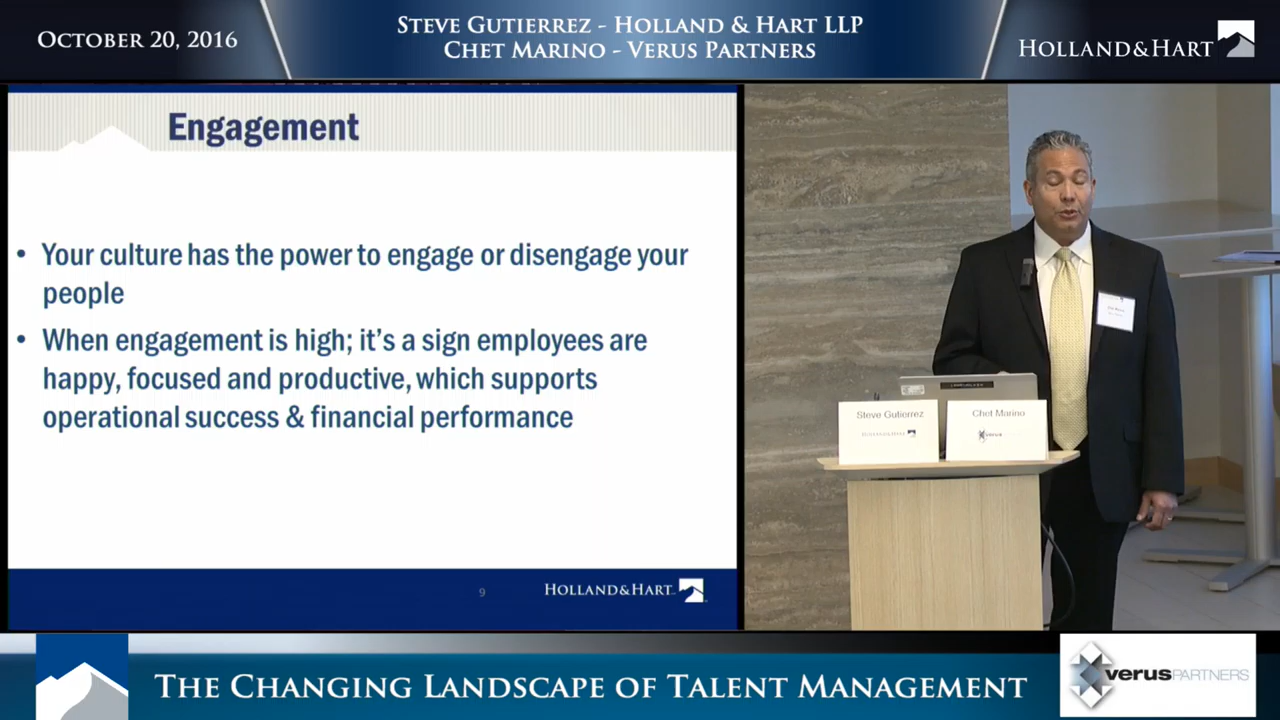 October 20, 2016
Steve Gutierrez - Holland & Hart LLP
Chet Marino - Verus Partners
Holland&Hart
Engagement
• Your culture has the power to engage or disengage your
people
• When engagement is high; it's a sign employees are
happy, focused and productive, which supports
operational success & financial performance
9
Holland&Hart
Steve Gutierrez
Holland&Hart
Chet Marino
verus
The Changing Landscape of Talent Management
verusPARTNERS